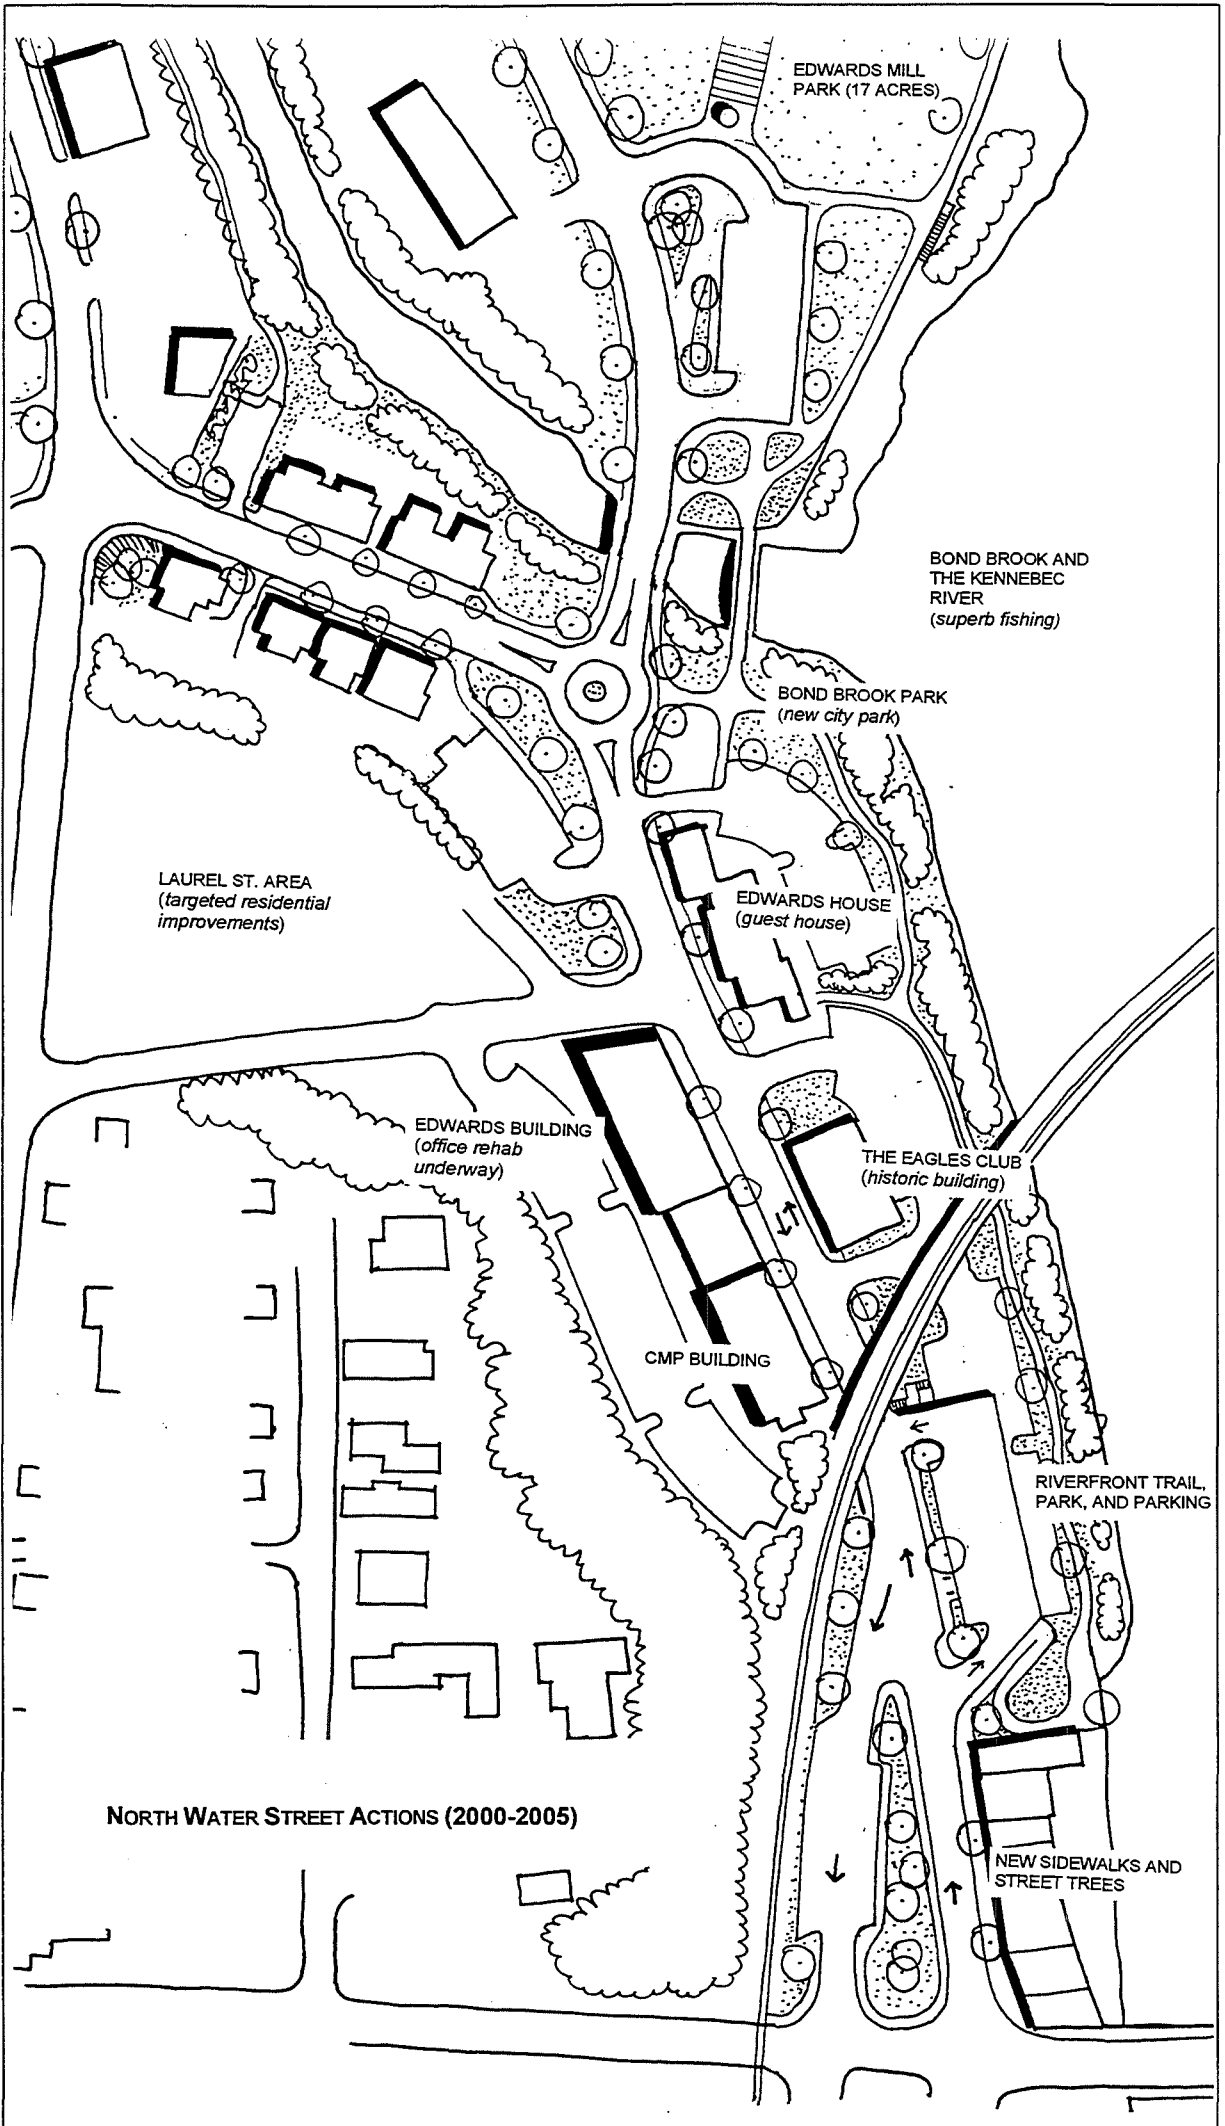 EDWARDS MILL
PARK (17 ACRES)
BOND BROOK AND
THE KENNEBEC
RIVER
(superb fishing)
BOND BROOK PARK
(new city park)
LAUREL ST. AREA
(targeted residential
improvements)
EDWARDS HOUSE
(guest house)
EDWARDS BUILDING
(office rehab
underway)
THE EAGLES CLUB
(historic building)
CMP BUILDING
RIVERFRONT TRAIL,
PARK, AND PARKING
NORTH WATER STREET ACTIONS (2000-2005)
NEW SIDEWALKS AND
STREET TREES